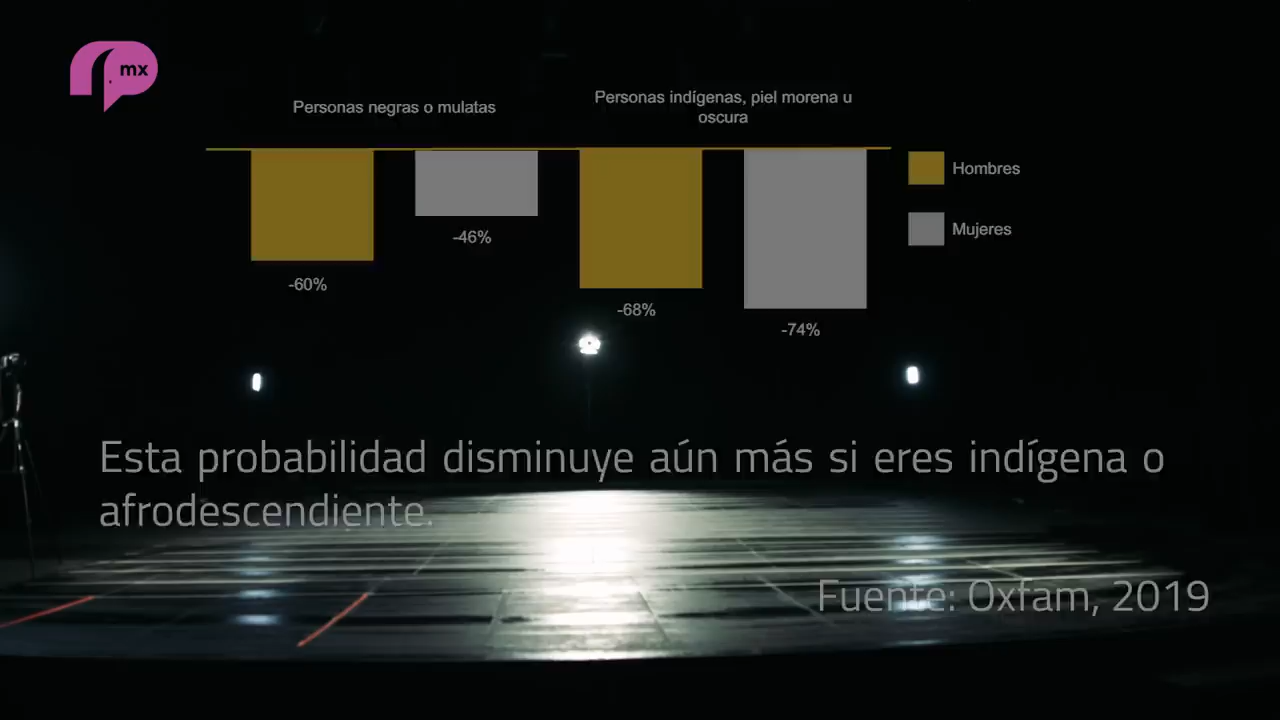 mx
Personas negras o mulatas
Personas indígenas, piel morena u
oscura
Hombres
Mujeres
-60%
-46%
-68%
-74%
Esta probabilidad disminuye aún más si eres indígena o
afrodescendiente.
Fuente: Oxfam, 2019